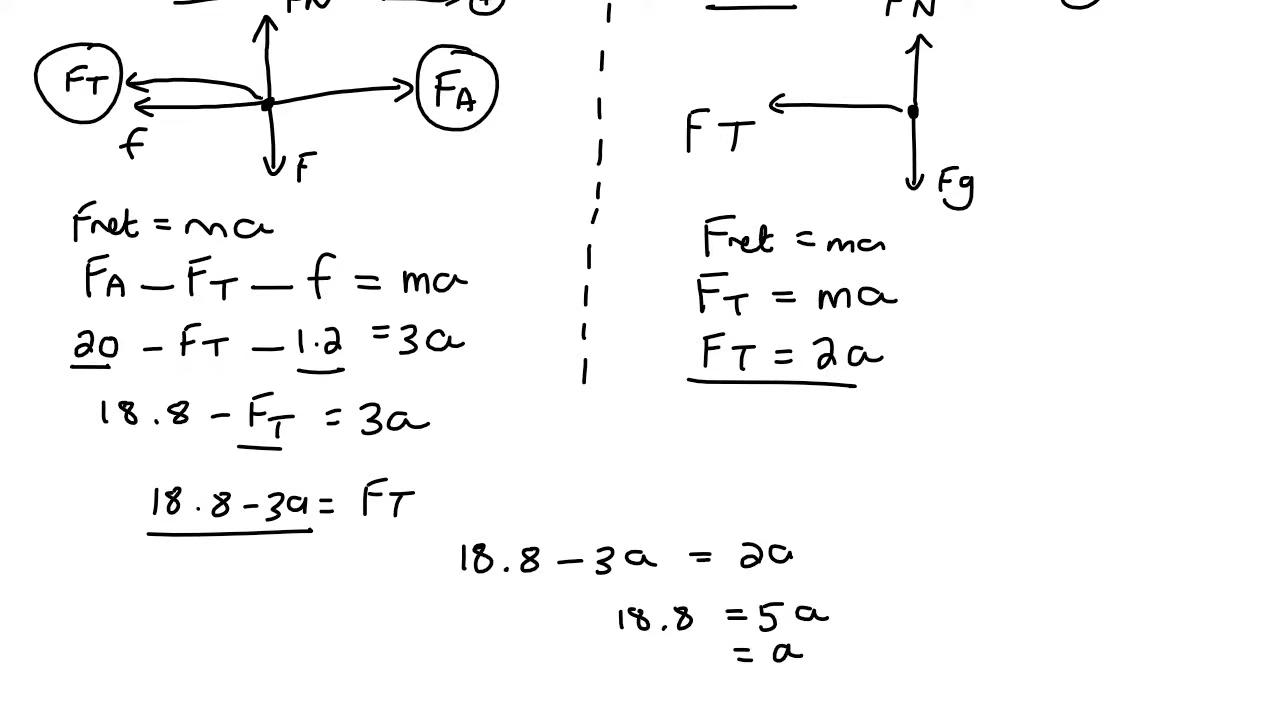 FN
FT
FA
f
F
Fnet = ma
FA - FT - f = ma
20 - FT - 1.2 = 3a
18.8 - FT = 3a
18.8 - 3a = FT
FN
FT
Fg
Fnet = ma
FT = ma
FT = 2a
18.8 - 3a = 2a
18.8 = 5a
= a